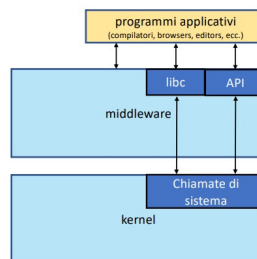 programmi applicativi
(compilatori, browsers, editors, ecc.)
libc
API
middleware
Chiamate di
sistema
kernel